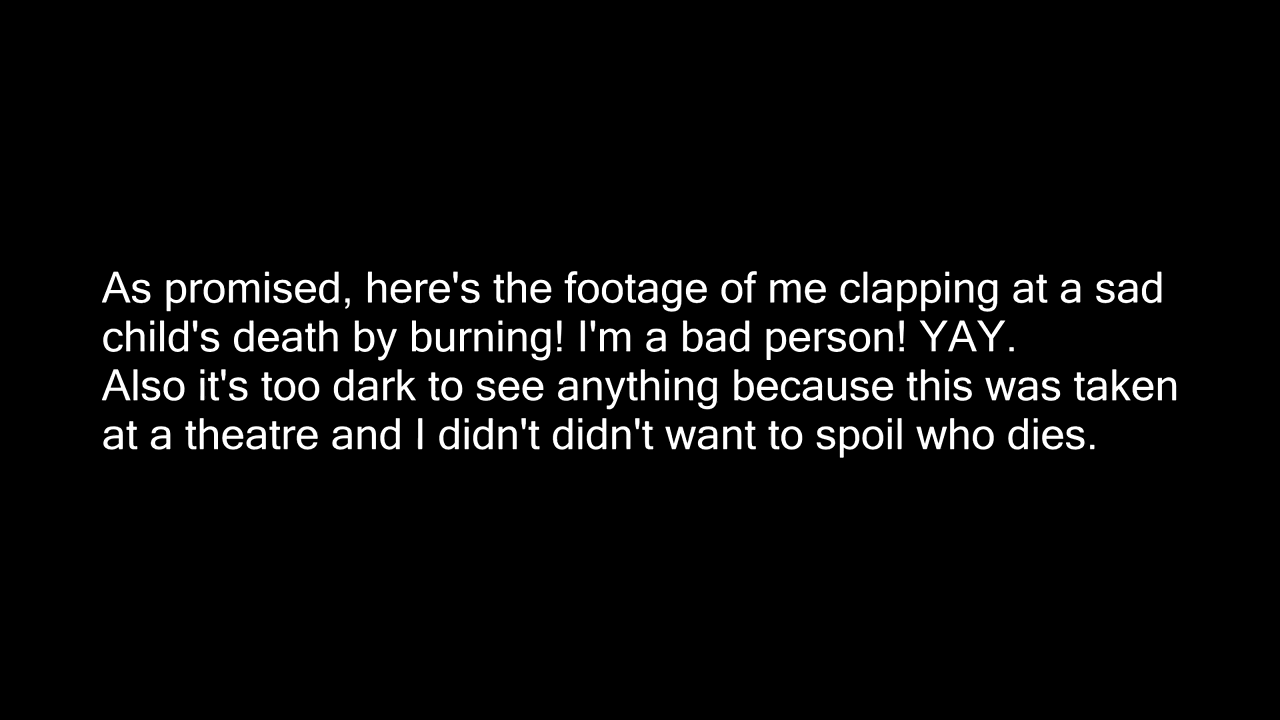 As promised, here's the footage of me clapping at a sad
child's death by burning! I'm a bad person! YAY.
Also it's too dark to see anything because this was taken
at a theatre and I didn't didn't want to spoil who dies.